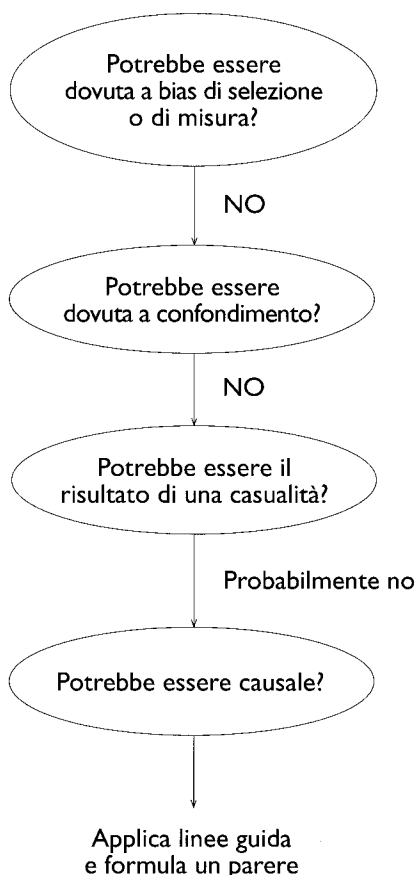 Potrebbe essere
dovuta a bias di selezione
o di misura?
NO
Potrebbe essere
dovuta a confondimento?
NO
Potrebbe essere il
risultato di una casualità?
Probabilmente no
Potrebbe essere causale?
Applica linee guida
e formula un parere